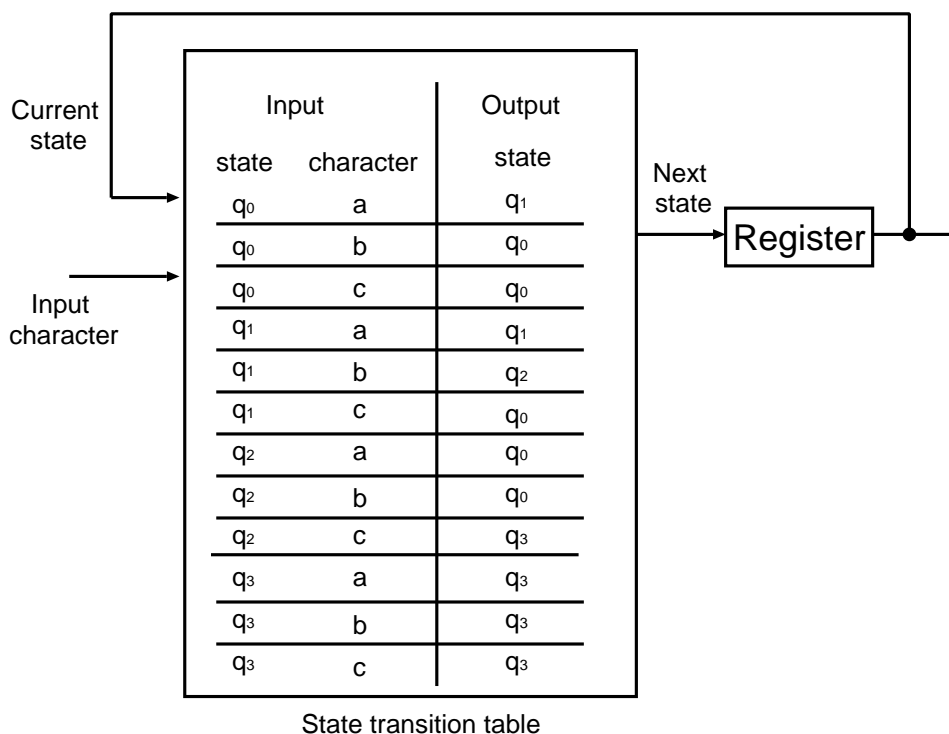 Current
state
Input
character
Input Output
state character state
q0 a q1
q0 b q0
q0 c q0
q1 a q1
q1 b q2
q1 c q0
q2 a q0
q2 b q0
q2 c q3
q3 a q3
q3 b q3
q3 c q3
Next
state
Register
State transition table